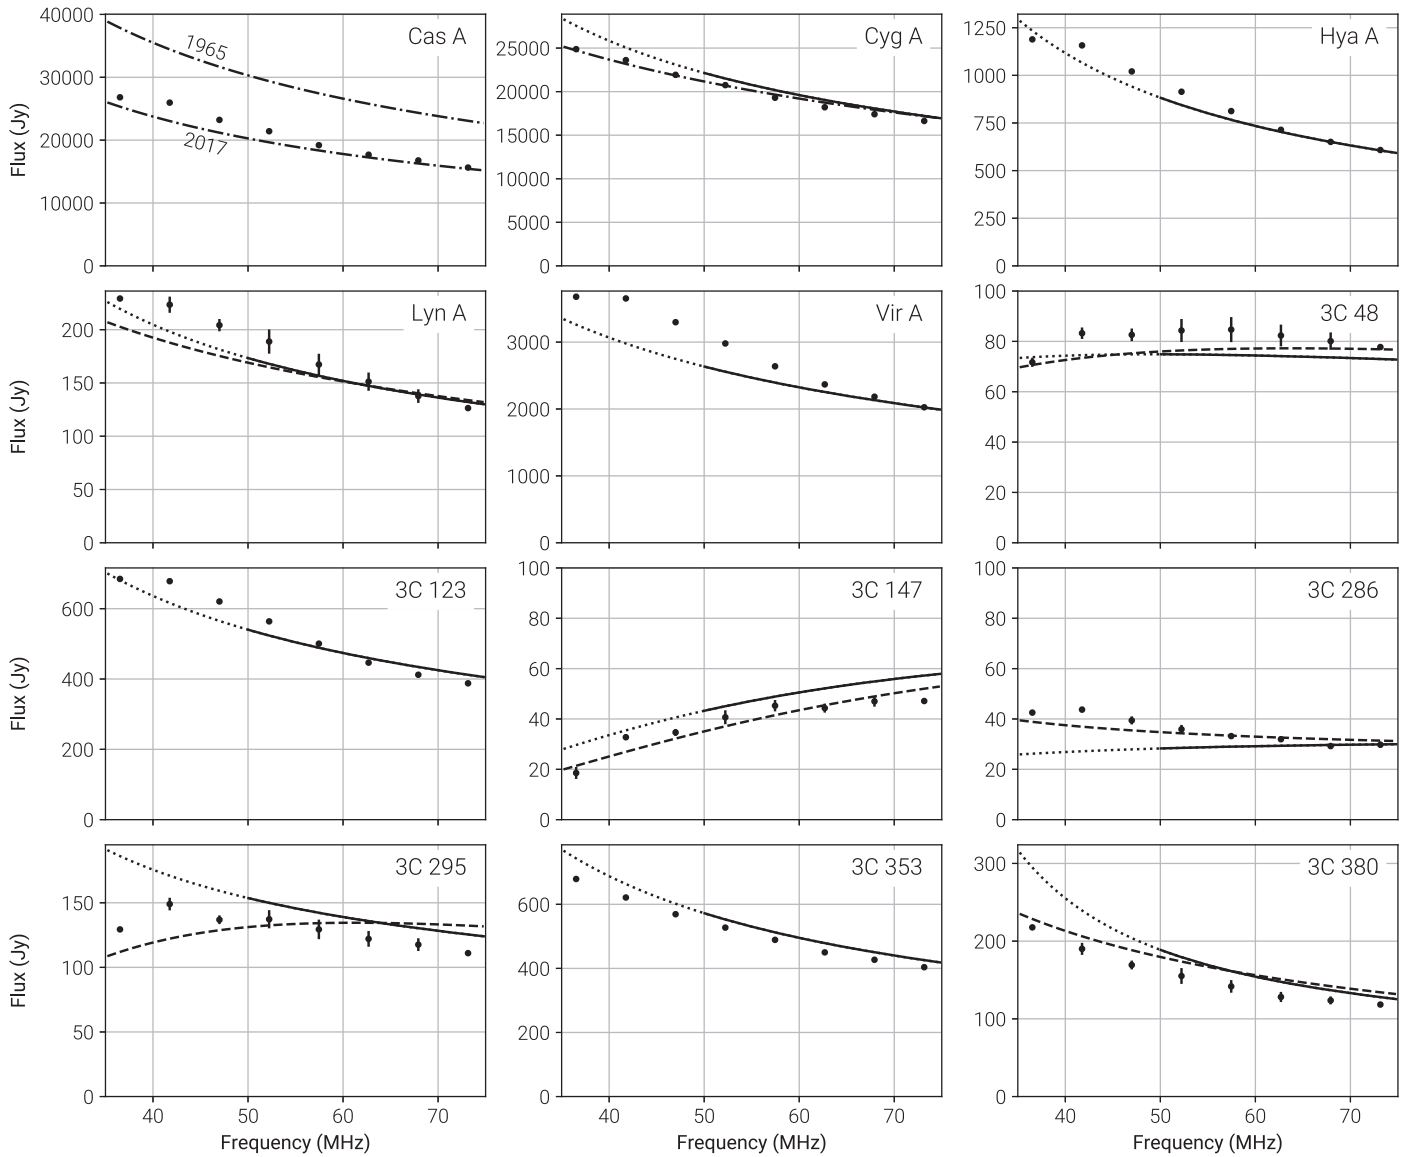 Cas A
1965
2017
Flux (Jy)
40000
30000
20000
10000
0
Cyg A
25000
20000
15000
10000
5000
0
Hya A
1250
1000
750
500
250
0
Lyn A
Flux (Jy)
200
150
100
50
0
Vir A
3000
2000
1000
0
3C 48
100
80
60
40
20
0
3C 123
Flux (Jy)
600
400
200
0
3C 147
100
80
60
40
20
0
3C 286
100
80
60
40
20
0
3C 295
Flux (Jy)
150
100
50
0
40 50 60 70
Frequency (MHz)
3C 353
600
400
200
0
40 50 60 70
Frequency (MHz)
3C 380
300
200
100
0
40 50 60 70
Frequency (MHz)